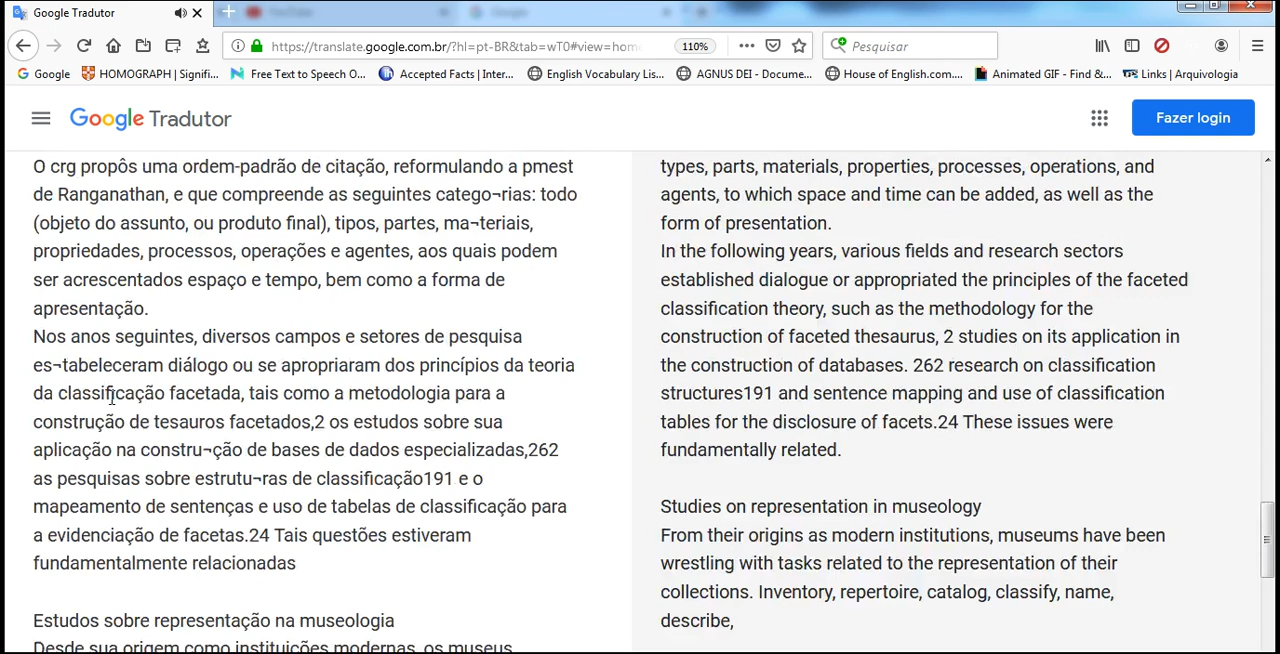 Google Tradutor
https://translate.google.com.br/?hl=pt-BR&tab=wT0#view=hom
110%
Pesquisar
Google
HOMOGRAPH | Signifi...
Free Text to Speech O...
Accepted Facts | Inter...
English Vocabulary Lis...
AGNUS DEI - Docume...
House of English.com....
Animated GIF - Find &...
Links | Arquivologia
Google Tradutor
Fazer login
O crg propôs uma ordem-padrão de citação, reformulando a pmest
de Ranganathan, e que compreende as seguintes catego¬rias: todo
(objeto do assunto, ou produto final), tipos, partes, ma¬teriais,
propriedades, processos, operações e agentes, aos quais podem
ser acrescentados espaço e tempo, bem como a forma de
apresentação.
Nos anos seguintes, diversos campos e setores de pesquisa
es¬tabeleceram diálogo ou se apropriaram dos princípios da teoria
da classificação facetada, tais como a metodologia para a
construção de tesauros facetados,2 os estudos sobre sua
aplicação na constru¬ção de bases de dados especializadas,262
as pesquisas sobre estrutu¬ras de classificação191 e o
mapeamento de sentenças e uso de tabelas de classificação para
a evidenciação de facetas.24 Tais questões estiveram
fundamentalmente relacionadas
Estudos sobre representação na museologia
Desde sua origem como instituições modernas, os museus
types, parts, materials, properties, processes, operations, and
agents, to which space and time can be added, as well as the
form of presentation.
In the following years, various fields and research sectors
established dialogue or appropriated the principles of the faceted
classification theory, such as the methodology for the
construction of faceted thesaurus, 2 studies on its application in
the construction of databases. 262 research on classification
structures191 and sentence mapping and use of classification
tables for the disclosure of facets.24 These issues were
fundamentally related.
Studies on representation in museology
From their origins as modern institutions, museums have been
wrestling with tasks related to the representation of their
collections. Inventory, repertoire, catalog, classify, name,
describe,